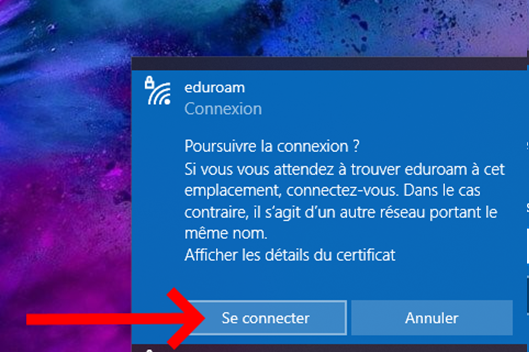 eduroam
Connexion
Poursuivre la connexion ?
Si vous vous attendez à trouver eduroam à cet
emplacement, connectez-vous. Dans le cas
contraire, il s'agit d'un autre réseau portant le
même nom.
Afficher les détails du certificat
Se connecter
Annuler